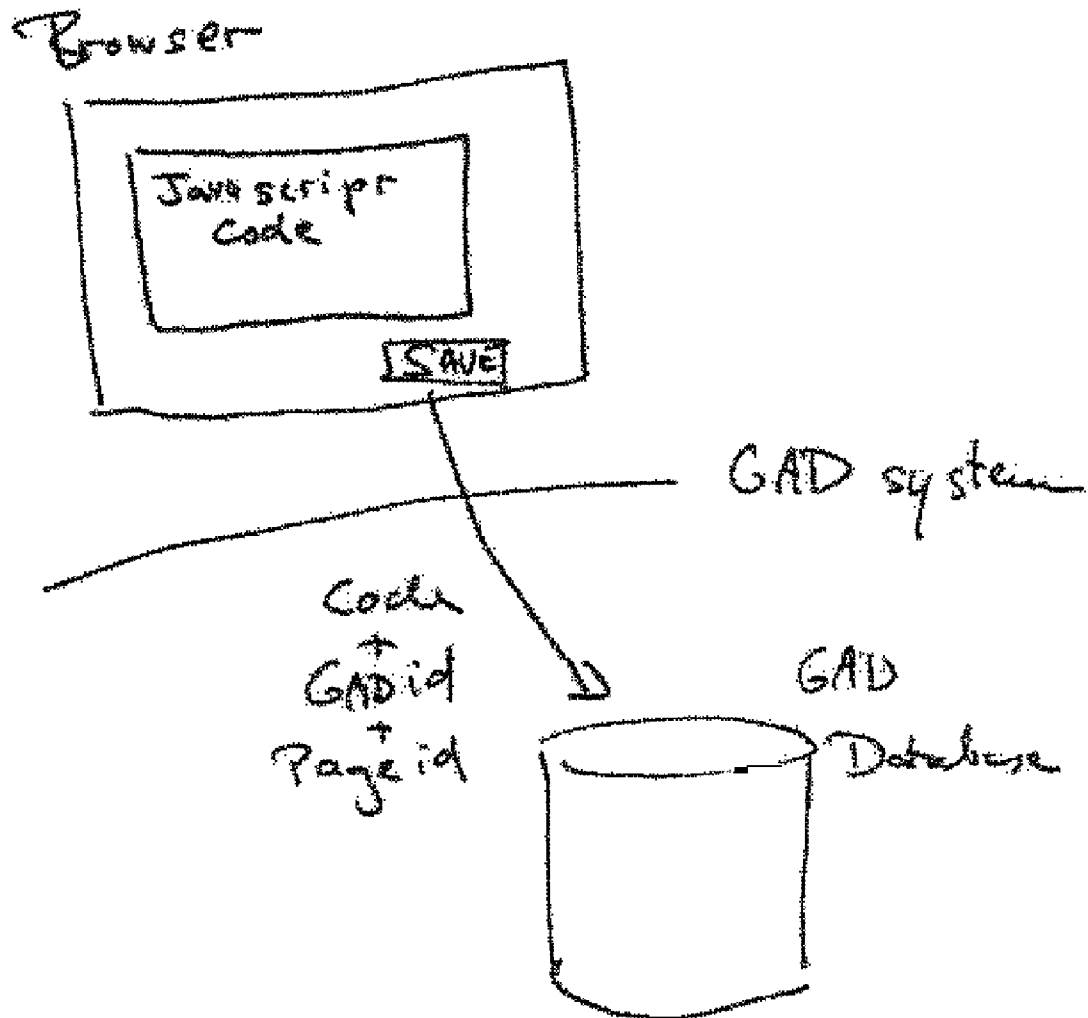 Browser
Javascript
Code
SAVE
GAD system
Code
+
GAD id
+
Page id
GAD
Database